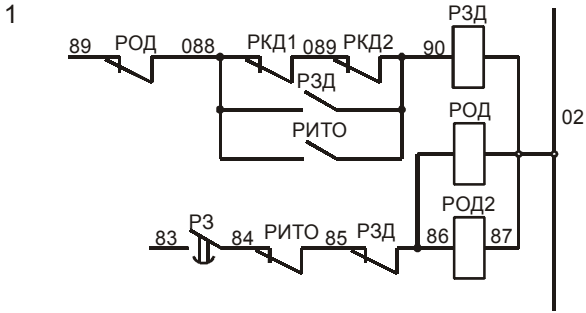 1
РЗД
89 РОД 088 РКД1 089 РКД2 90
РЗД
РОД
РИТО
02
РОД2
83 РЗ 84 РИТО 85 РЗД 86 87